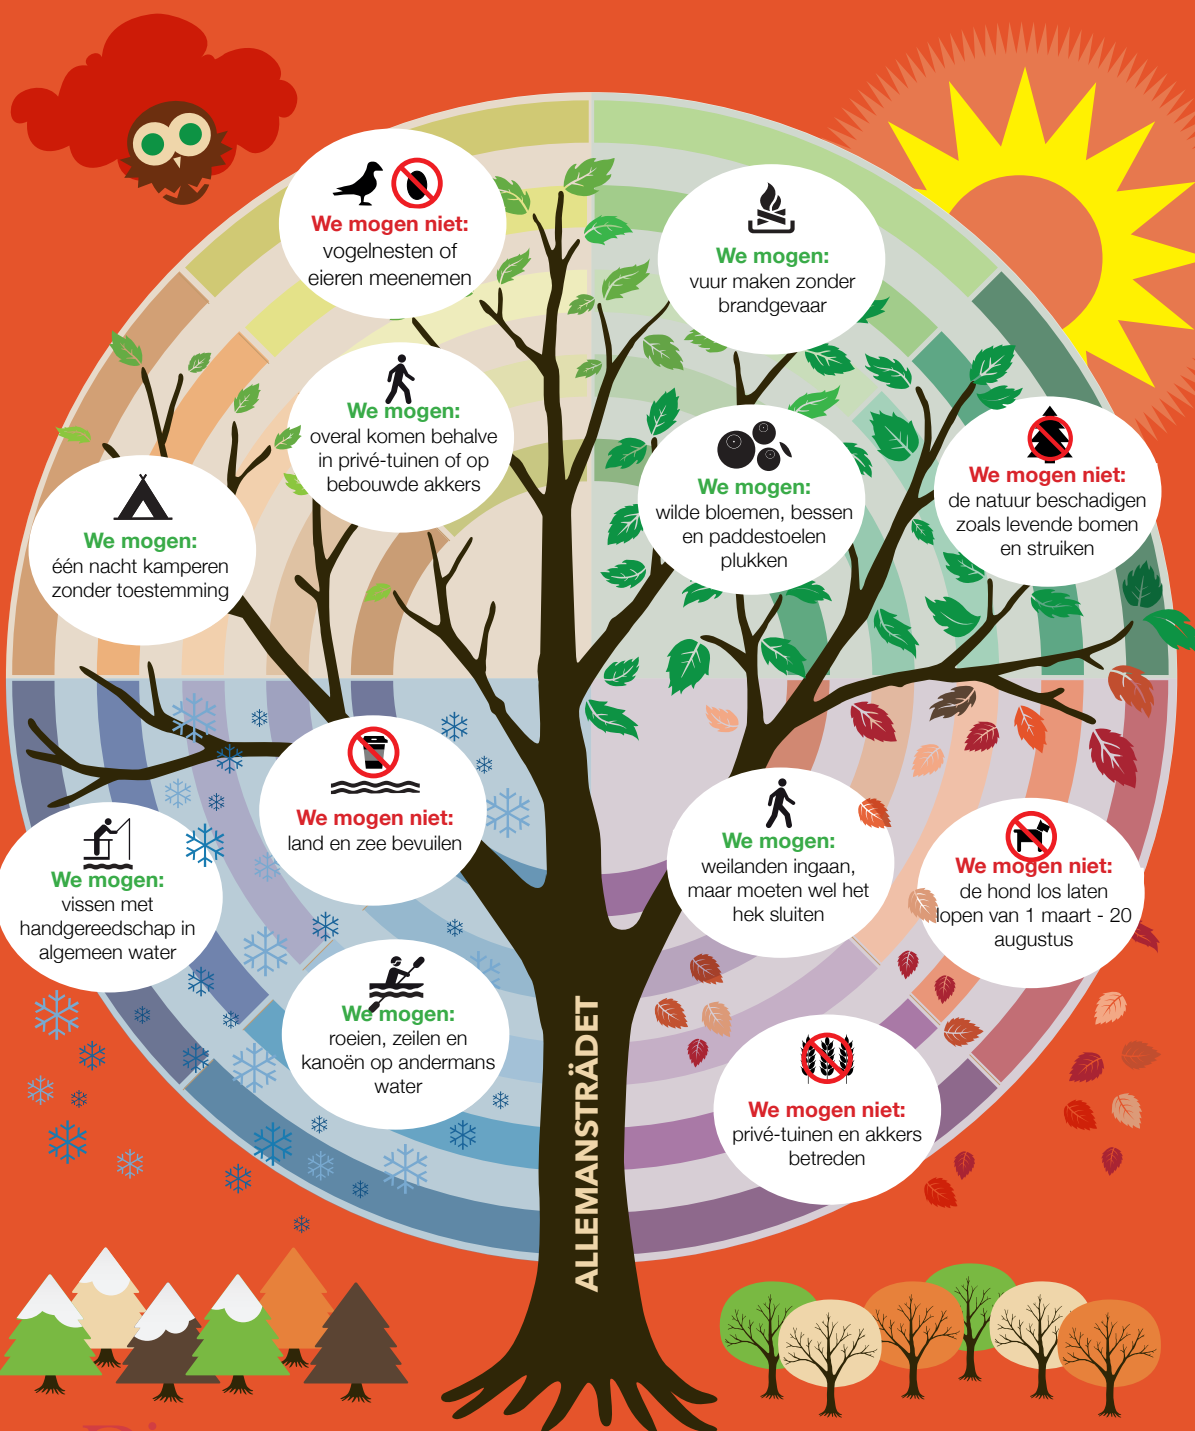 We mogen niet:
vogelnesten of
eieren meenemen
We mogen:
vuur maken zonder
brandgevaar
We mogen:
overal komen behalve
in privé-tuinen of op
bebouwde akkers
We mogen:
wilde bloemen, bessen
en paddestoelen
plukken
We mogen niet:
de natuur beschadigen
zoals levende bomen
en struiken
We mogen:
één nacht kamperen
zonder toestemming
We mogen niet:
land en zee bevuilen
We mogen:
weilanden ingaan,
maar moeten wel het
hek sluiten
We mogen niet:
de hond los laten
lopen van 1 maart - 20
augustus
We mogen:
vissen met
handgereedschap in
algemeen water
We mogen:
roeien, zeilen en
kanoën op andermans
water
We mogen niet:
privé-tuinen en akkers
betreden
ALLEMANSTRÄDET